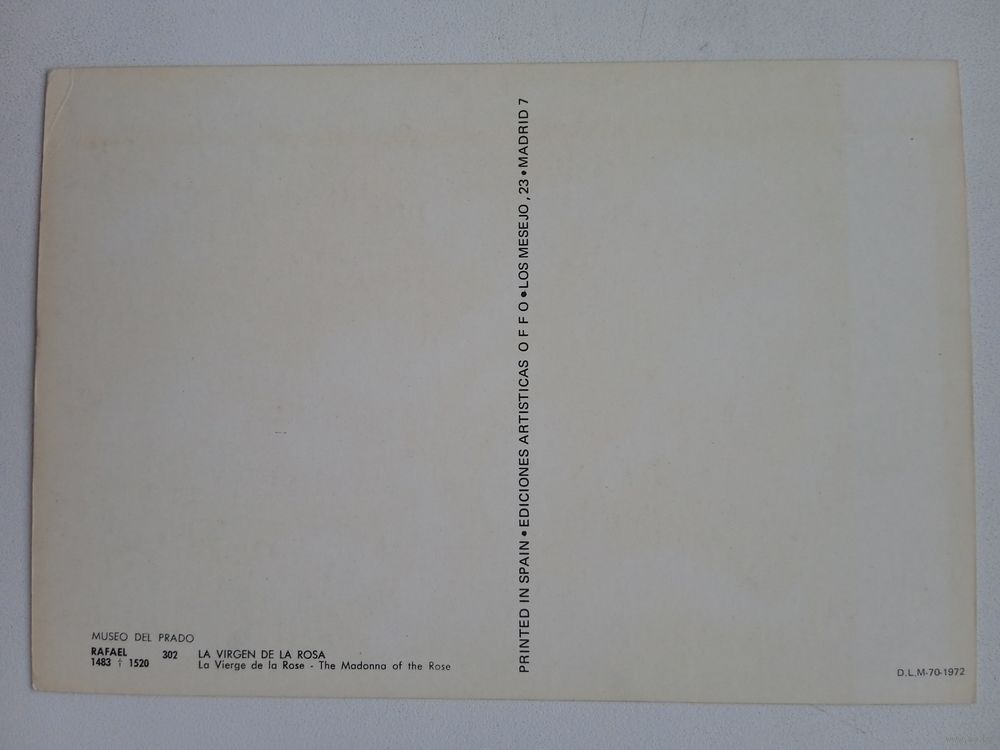 MUSEO DEL PRADO
RAFAEL 302 LA VIRGEN DE LA ROSA
1483 † 1520 La Vierge de la Rose - The Madonna of the Rose
PRINTED IN SPAIN • EDICIONES ARTISTICAS O F F O • LOS MESEJO, 23 • MADRID 7
D.L.M-70-1972